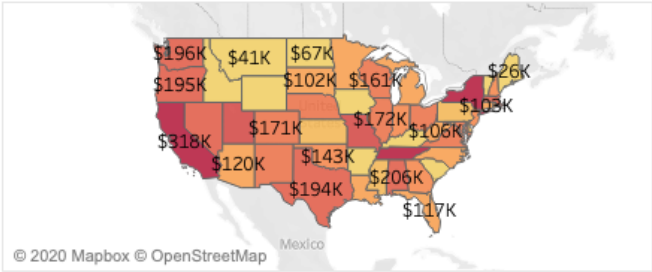 $196K
$41K
$67K
$26K
$195K
$102K
$161K
$103K
$318K
$171K
$172K
$106K
$120K
$143K
$194K
$206K
$117K
Mexico
© 2020 Mapbox © OpenStreetMap